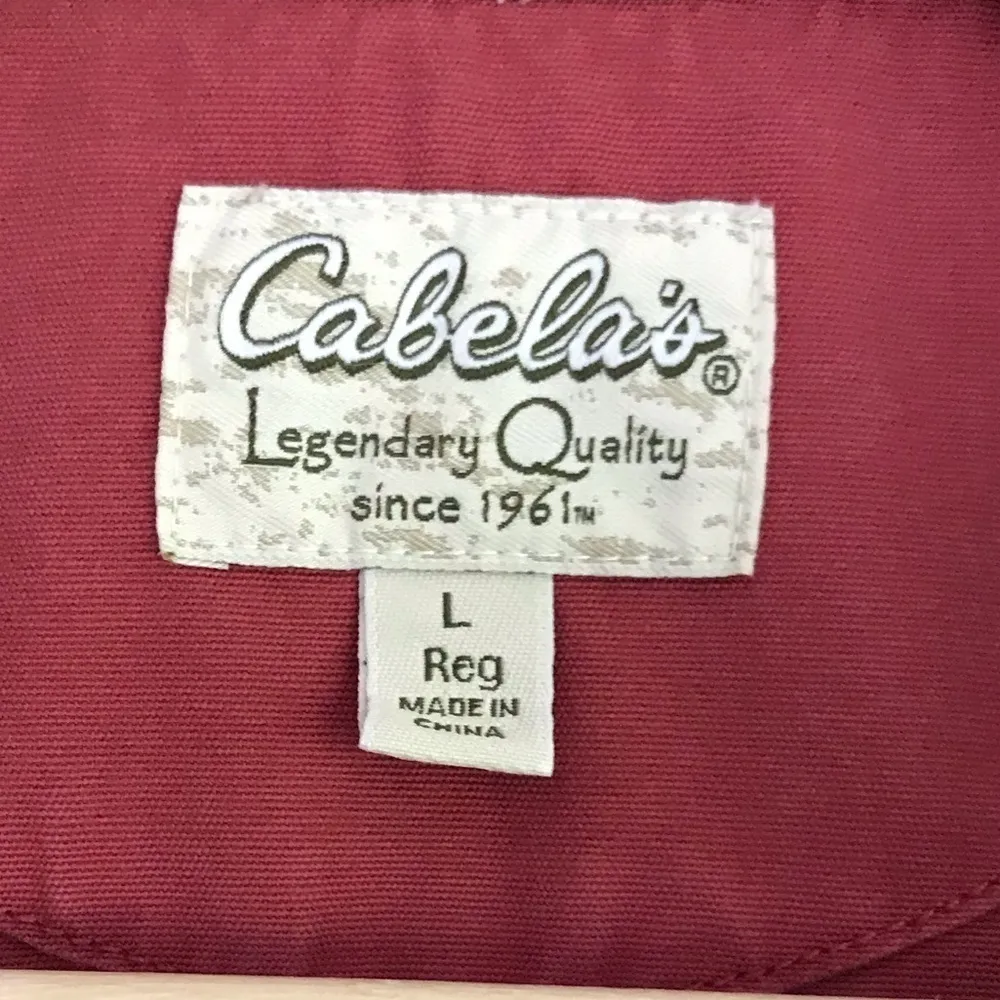 Cabela's®
Legendary Quality
since 1961™
L
Reg
MADE IN
CHINA